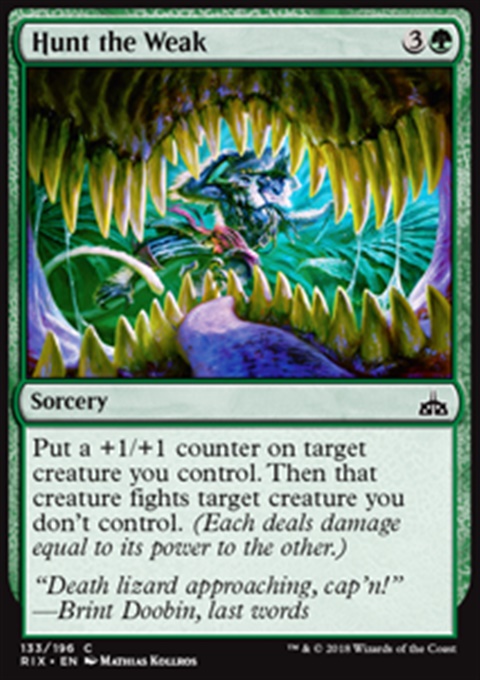 Hunt the Weak 3
Sorcery
Put a +1/+1 counter on target
creature you control. Then that
creature fights target creature you
don't control. (Each deals damage
equal to its power to the other.)
"Death lizard approaching, cap'n!"
—Brint Doobin, last words
133/196 C
RIX • EN Mathias Kollros
™ & © 2018 Wizards of the Coast